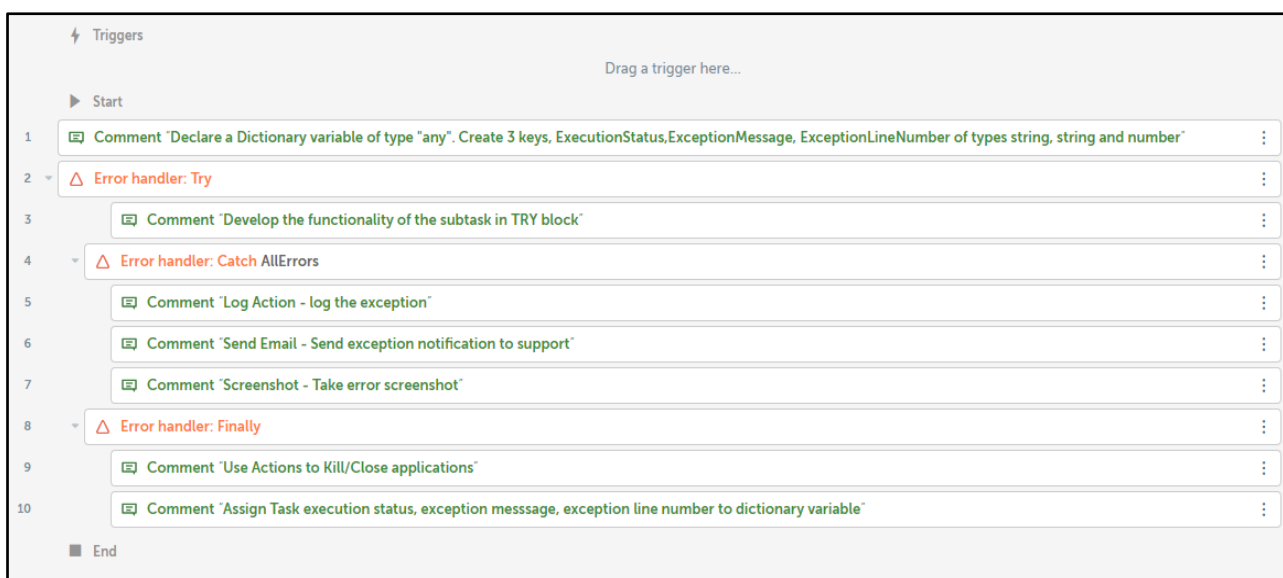 Triggers
Drag a trigger here...
Start
1 Comment "Declare a Dictionary variable of type "any". Create 3 keys, ExecutionStatus,ExceptionMessage, ExceptionLineNumber of types string, string and number"
2 Error handler: Try
3 Comment "Develop the functionality of the subtask in TRY block"
4 Error handler: Catch AllErrors
5 Comment "Log Action - log the exception"
6 Comment "Send Email - Send exception notification to support"
7 Comment "Screenshot - Take error screenshot"
8 Error handler: Finally
9 Comment "Use Actions to Kill/Close applications"
10 Comment "Assign Task execution status, exception messsage, exception line number to dictionary variable"
End